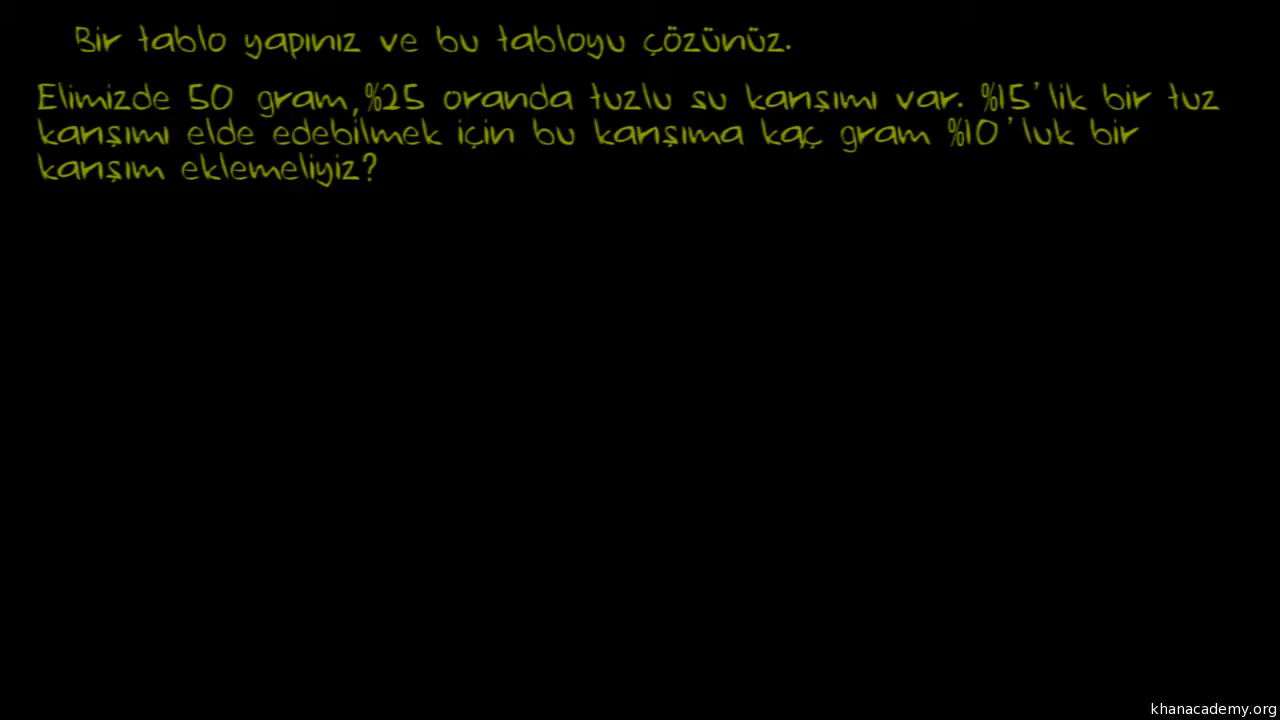 Bir tablo yapınız ve bu tabloyu çözünüz.
Elimizde 50 gram, %25 oranda tuzlu su karışımı var. %15'lik bir tuz
karışımı elde edebilmek için bu karışıma kaç gram %10'luk bir
karışım eklemeliyiz?
khanacademy.org